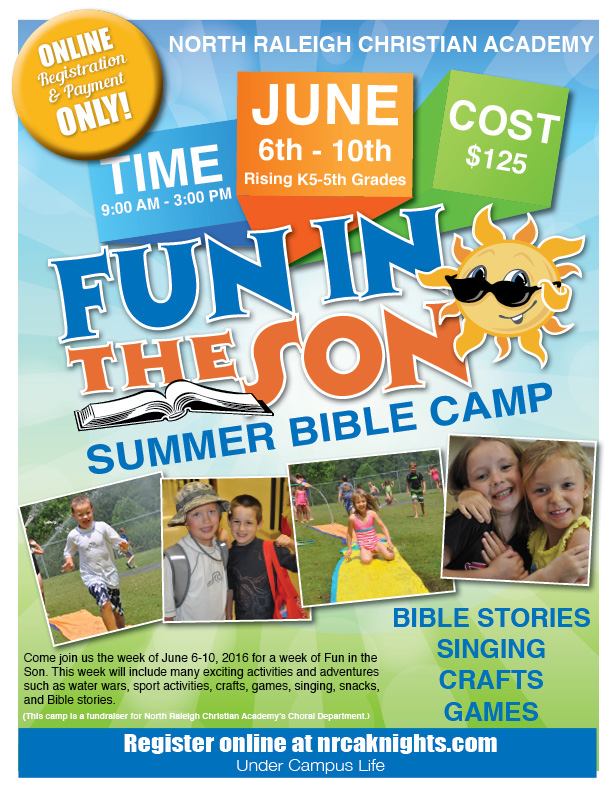 ONLINE
Registration
& Payment
ONLY!
NORTH RALEIGH CHRISTIAN ACADEMY
TIME
9:00 AM - 3:00 PM
JUNE
6th - 10th
Rising K5-5th Grades
COST
$125
FUN IN
THE SON
SUMMER BIBLE CAMP
BIBLE STORIES
SINGING
CRAFTS
GAMES
Come join us the week of June 6-10, 2016 for a week of Fun in the
Son. This week will include many exciting activities and adventures
such as water wars, sport activities, crafts, games, singing, snacks,
and Bible stories.
(This camp is a fundraiser for North Raleigh Christian Academy's Choral Department.)
Register online at nrcaknights.com
Under Campus Life